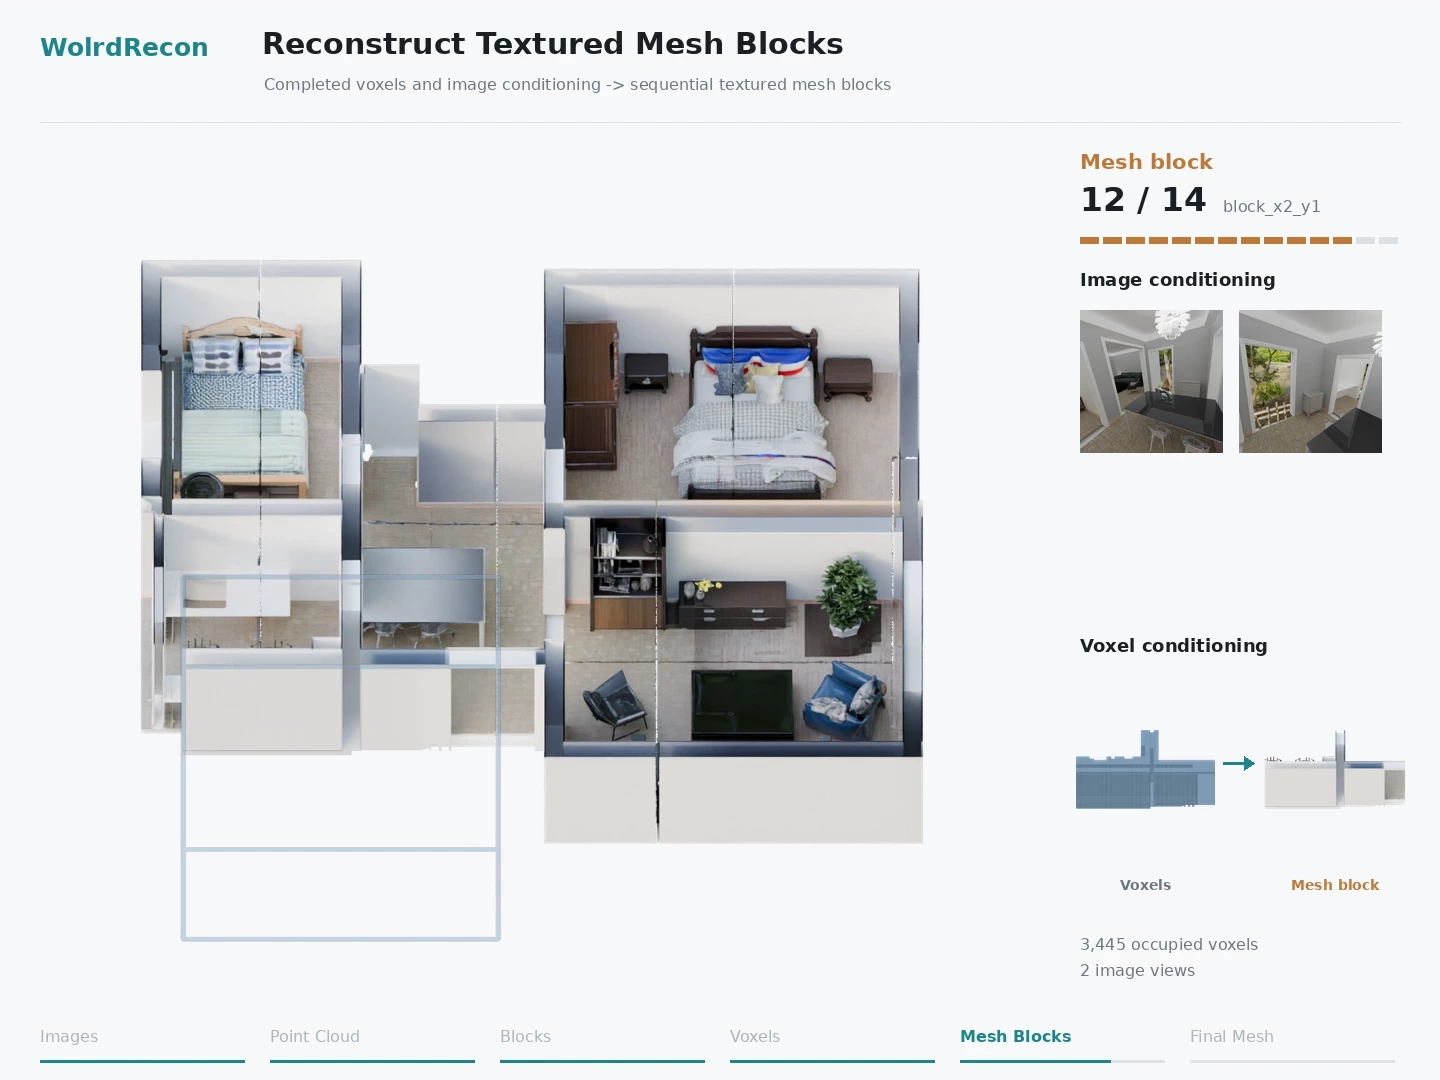 WolrdRecon
Reconstruct Textured Mesh Blocks
Completed voxels and image conditioning -> sequential textured mesh blocks
Mesh block
12 / 14 block_x2_y1
Image conditioning
Voxel conditioning
Voxels
Mesh block
3,445 occupied voxels
2 image views
Images
Point Cloud
Blocks
Voxels
Mesh Blocks
Final Mesh